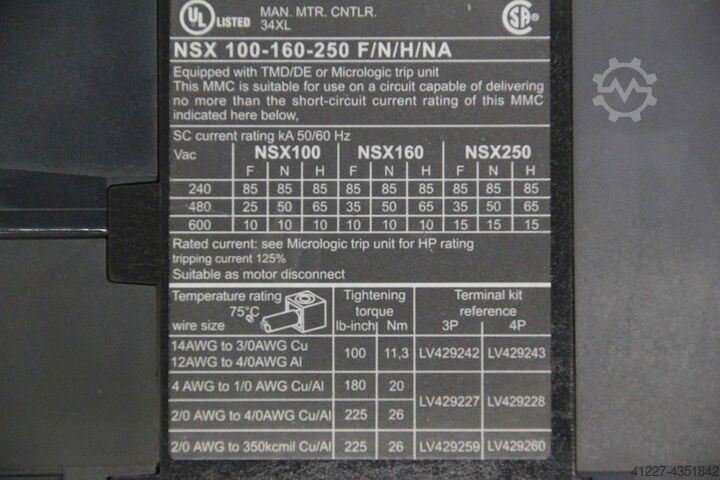 UL LISTED MAN. MTR. CNTLR.
34XL
SA
NSX 100-160-250 F/N/H/NA
Equipped with TMD/DE or Micrologic trip unit
This MMC is suitable for use on a circuit capable of delivering
no more than the short-circuit current rating of this MMC
indicated here below,
SC current rating kA 50/60 Hz
Vac NSX100 NSX160 NSX250
F N H F N H F N H
240 85 85 85 85 85 85 85 85 85
480 25 50 65 35 50 65 35 50 65
600 10 10 10 10 10 10 15 15 15
Rated current: see Micrologic trip unit for HP rating
tripping current 125%
Suitable as motor disconnect
Temperature rating Tightening Terminal kit
75°C torque reference
wire size lb-inch Nm 3P 4P
14AWG to 3/0AWG Cu
12AWG to 4/0AWG Al 100 11,3 LV429242 LV429243
4 AWG to 1/0 AWG Cu/Al 180 20
LV429227 LV429228
2/0 AWG to 4/0AWG Cu/Al 225 26
2/0 AWG to 350kcmil Cu/Al 225 26 LV429259 LV429260
41227-4351842